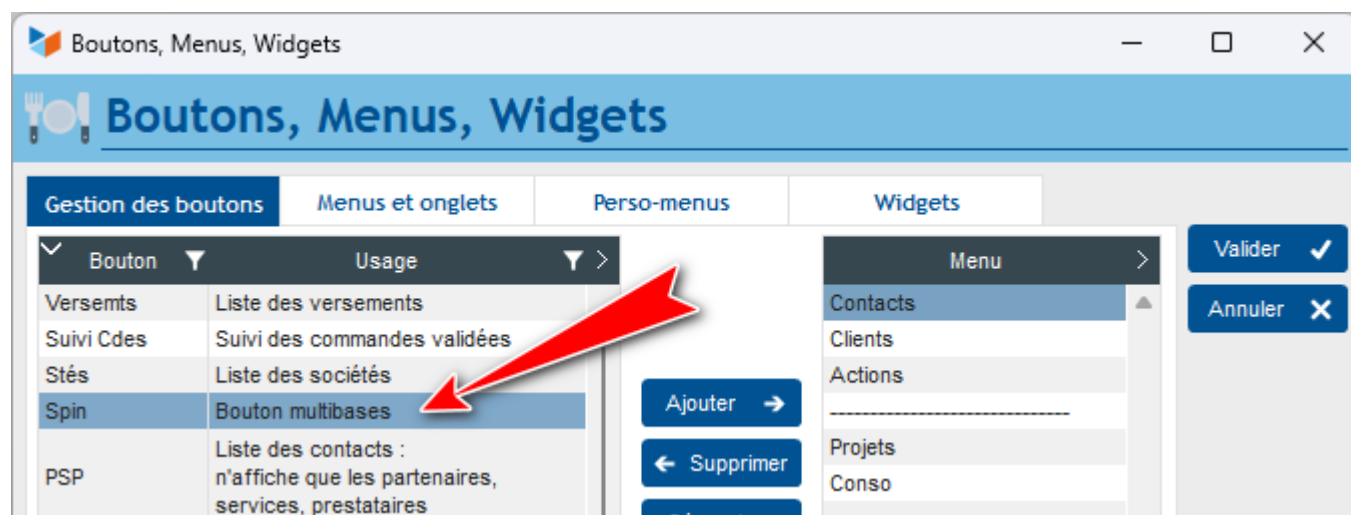 Boutons, Menus, Widgets
Boutons, Menus, Widgets
Gestion des boutons Menus et onglets Perso-menus Widgets
Bouton Usage Menu
Valider
Annuler
Versemts Liste des versements
Suivi Cdes Suivi des commandes validées
Stés Liste des sociétés
Spin Bouton multibases
PSP Liste des contacts :
n'affiche que les partenaires,
services, prestataires
Ajouter
Supprimer
Contacts
Clients
Actions
------------------------------
Projets
Conso